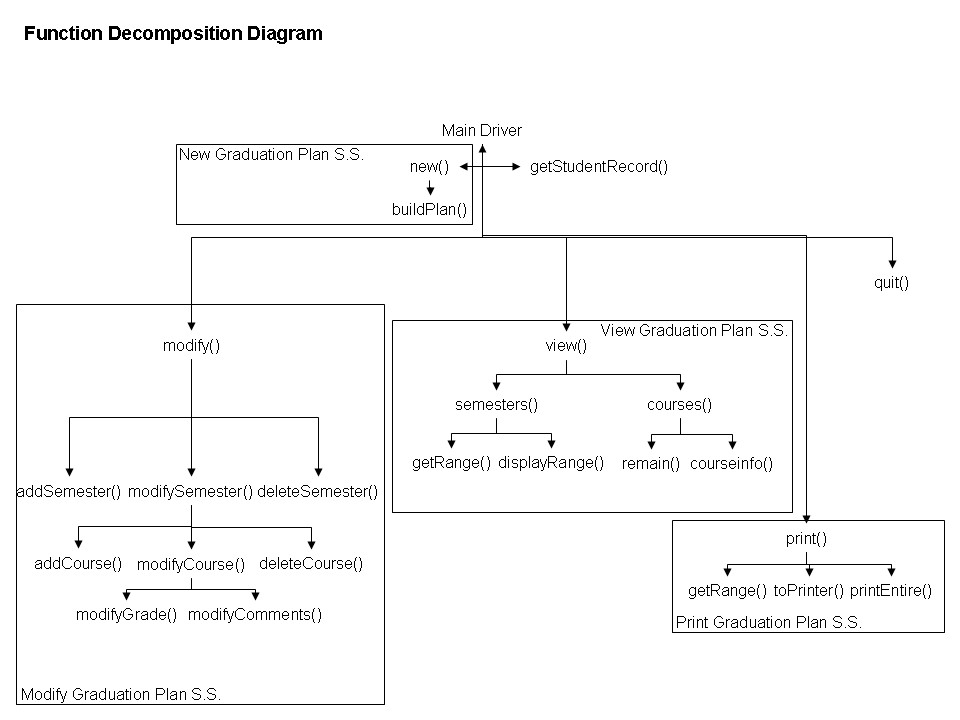 Function Decomposition Diagram
Main Driver
New Graduation Plan S.S.
new()
getStudentRecord()
buildPlan()
quit()
View Graduation Plan S.S.
modify()
view()
semesters()
courses()
getRange() displayRange()
remain() courseinfo()
addSemester() modifySemester() deleteSemester()
print()
addCourse() modifyCourse() deleteCourse()
getRange() toPrinter() printEntire()
modifyGrade() modifyComments()
Print Graduation Plan S.S.
Modify Graduation Plan S.S.